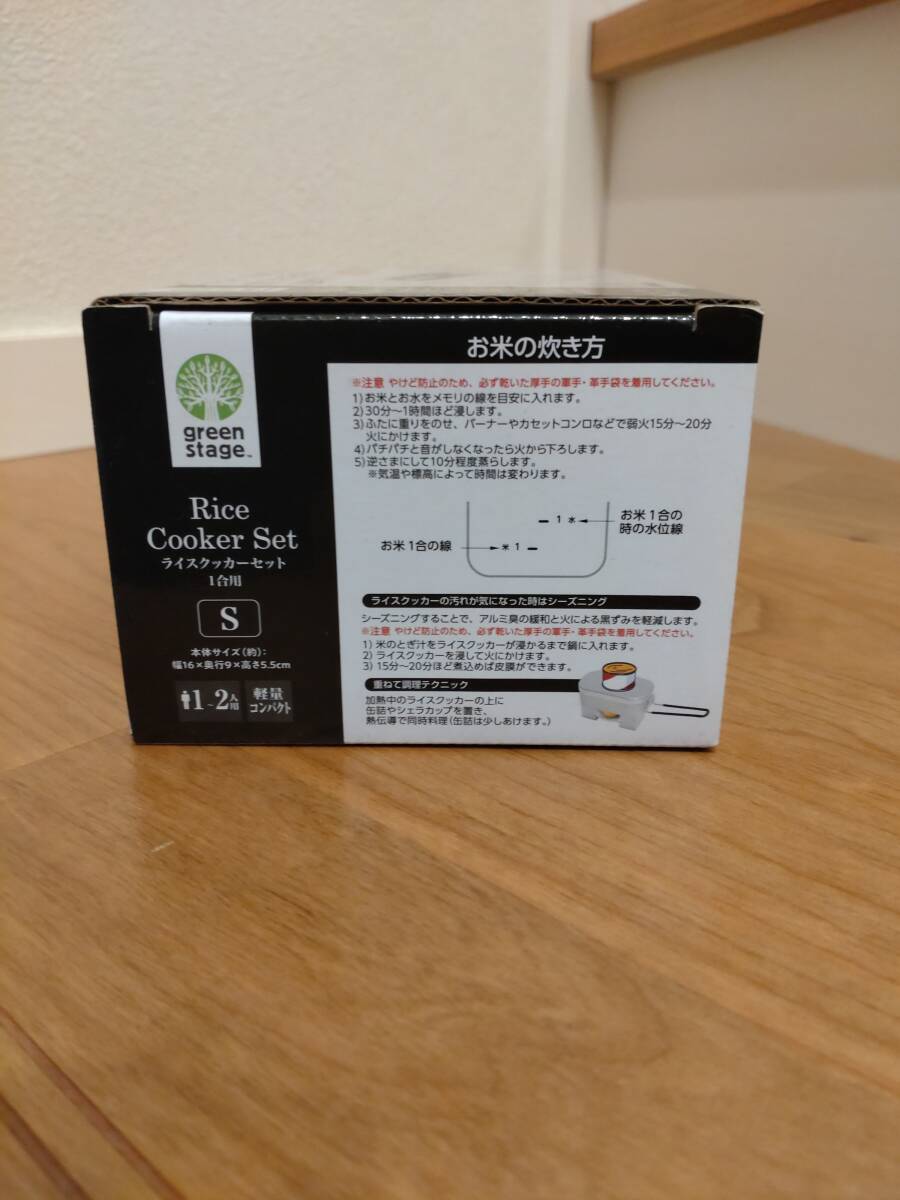 green
stage™
Rice
Cooker Set
ライスクッカーセット
1合用
S
本体サイズ(約):
幅16×奥行9×高さ5.5cm
1~2人用
軽量
コンパクト
お米の炊き方
※注意 やけど防止のため、必ず乾いた厚手の軍手・革手袋を着用してください。
1)お米とお水をメモリの線を目安に入れます。
2)30分~1時間ほど浸します。
3)ふたに重りをのせ、バーナーやカセットコンロなどで弱火15分~20分
火にかけます。
4)パチパチと音がしなくなったら火から下ろします。
5)逆さまにして10分程度蒸らします。
※気温や標高によって時間は変わります。
1 水
お米1合の
時の水位線
お米1合の線
米 1
ライスクッカーの汚れが気になった時はシーズニング
シーズニングすることで、アルミ臭の緩和と火による黒ずみを軽減します。
※注意 やけど防止のため、必ず乾いた厚手の軍手・革手袋を着用してください。
1) 米のとぎ汁をライスクッカーが浸かるまで鍋に入れます。
2) ライスクッカーを浸して火にかけます。
3) 15分~20分ほど煮込めば皮膜ができます。
重ねて調理テクニック
加熱中のライスクッカーの上に
缶詰やシェラカップを置き、
熱伝導で同時料理(缶詰は少しあけます。)